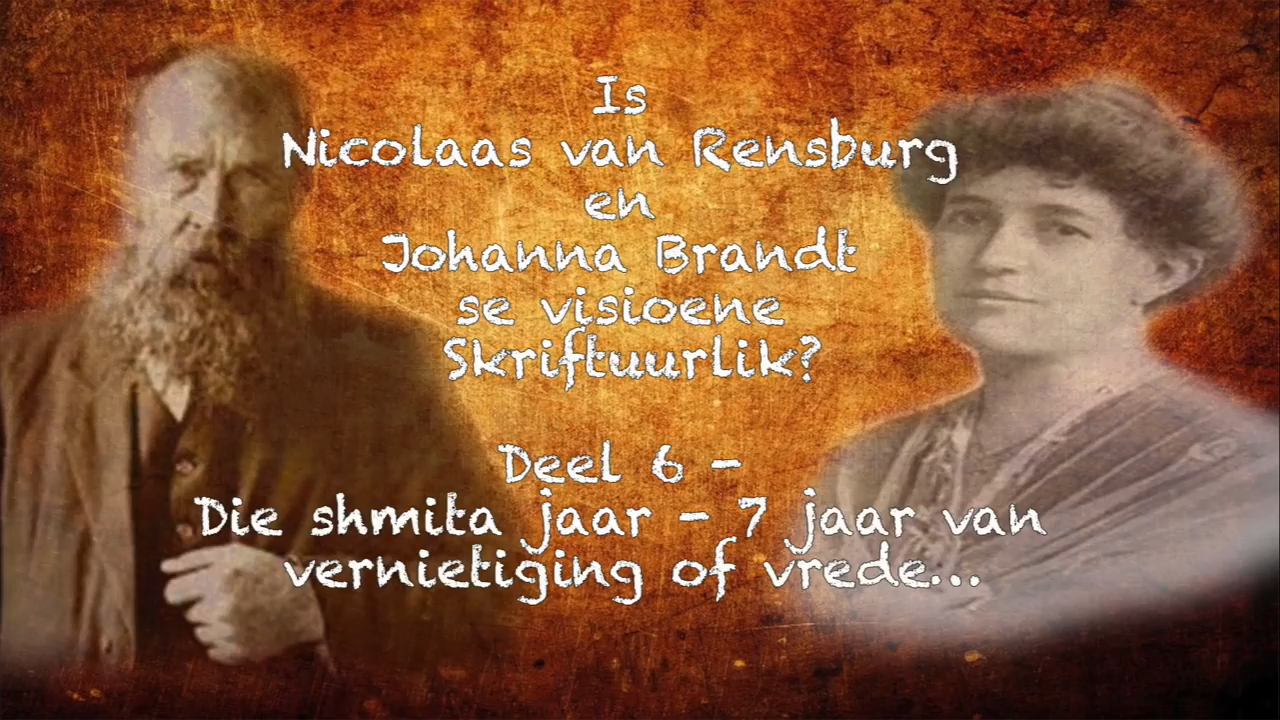 Is
Nicolaas van Rensburg
en
Johanna Brandt
se visioene
Skriftuurlik?
Deel 6 -
Die shmita jaar - 7 jaar van
vernietiging of vrede...